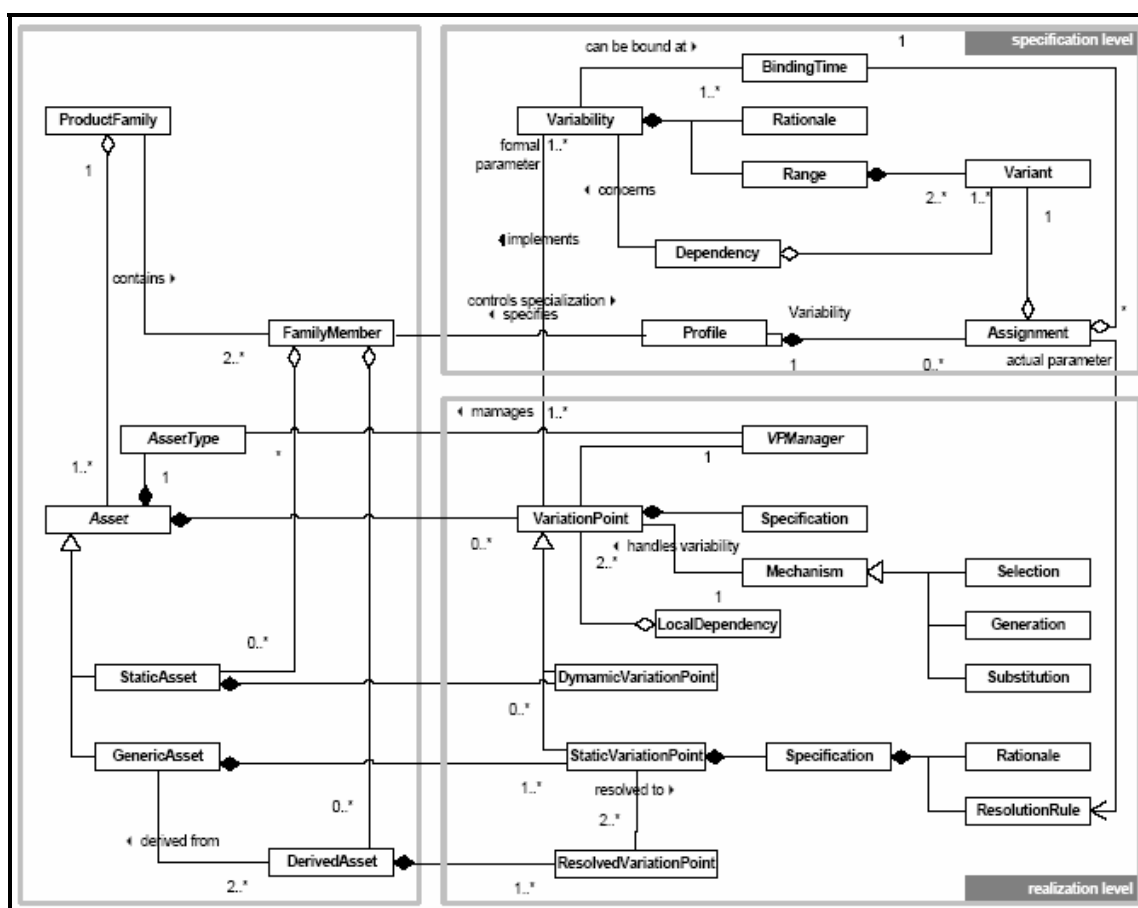 can be bound at ▸
1
specification level
BindingTime
1..*
ProductFamily
Variability
Rationale
formal
parameter
1..*
1
Range
Variant
◂ concerns
2..*
1..*
1
◂ implements
Dependency
contains ▸
controls specialization ▸
◂ specifies
Variability
*
FamilyMember
Profile
Assignment
2..*
1
0..*
actual parameter
◂ mamages
1..*
AssetType
*
VPManager
1..*
1
1
Asset
VariationPoint
Specification
0..*
◂ handles variability
2..*
Mechanism
Selection
1
LocalDependency
Generation
0..*
StaticAsset
DymamicVariationPoint
Substitution
0..*
GenericAsset
StaticVariationPoint
Specification
Rationale
1..*
resolved to ▸
0..*
2..*
ResolutionRule
◂ derived from
DerivedAsset
ResolvedVariationPoint
2..*
1..*
realization level